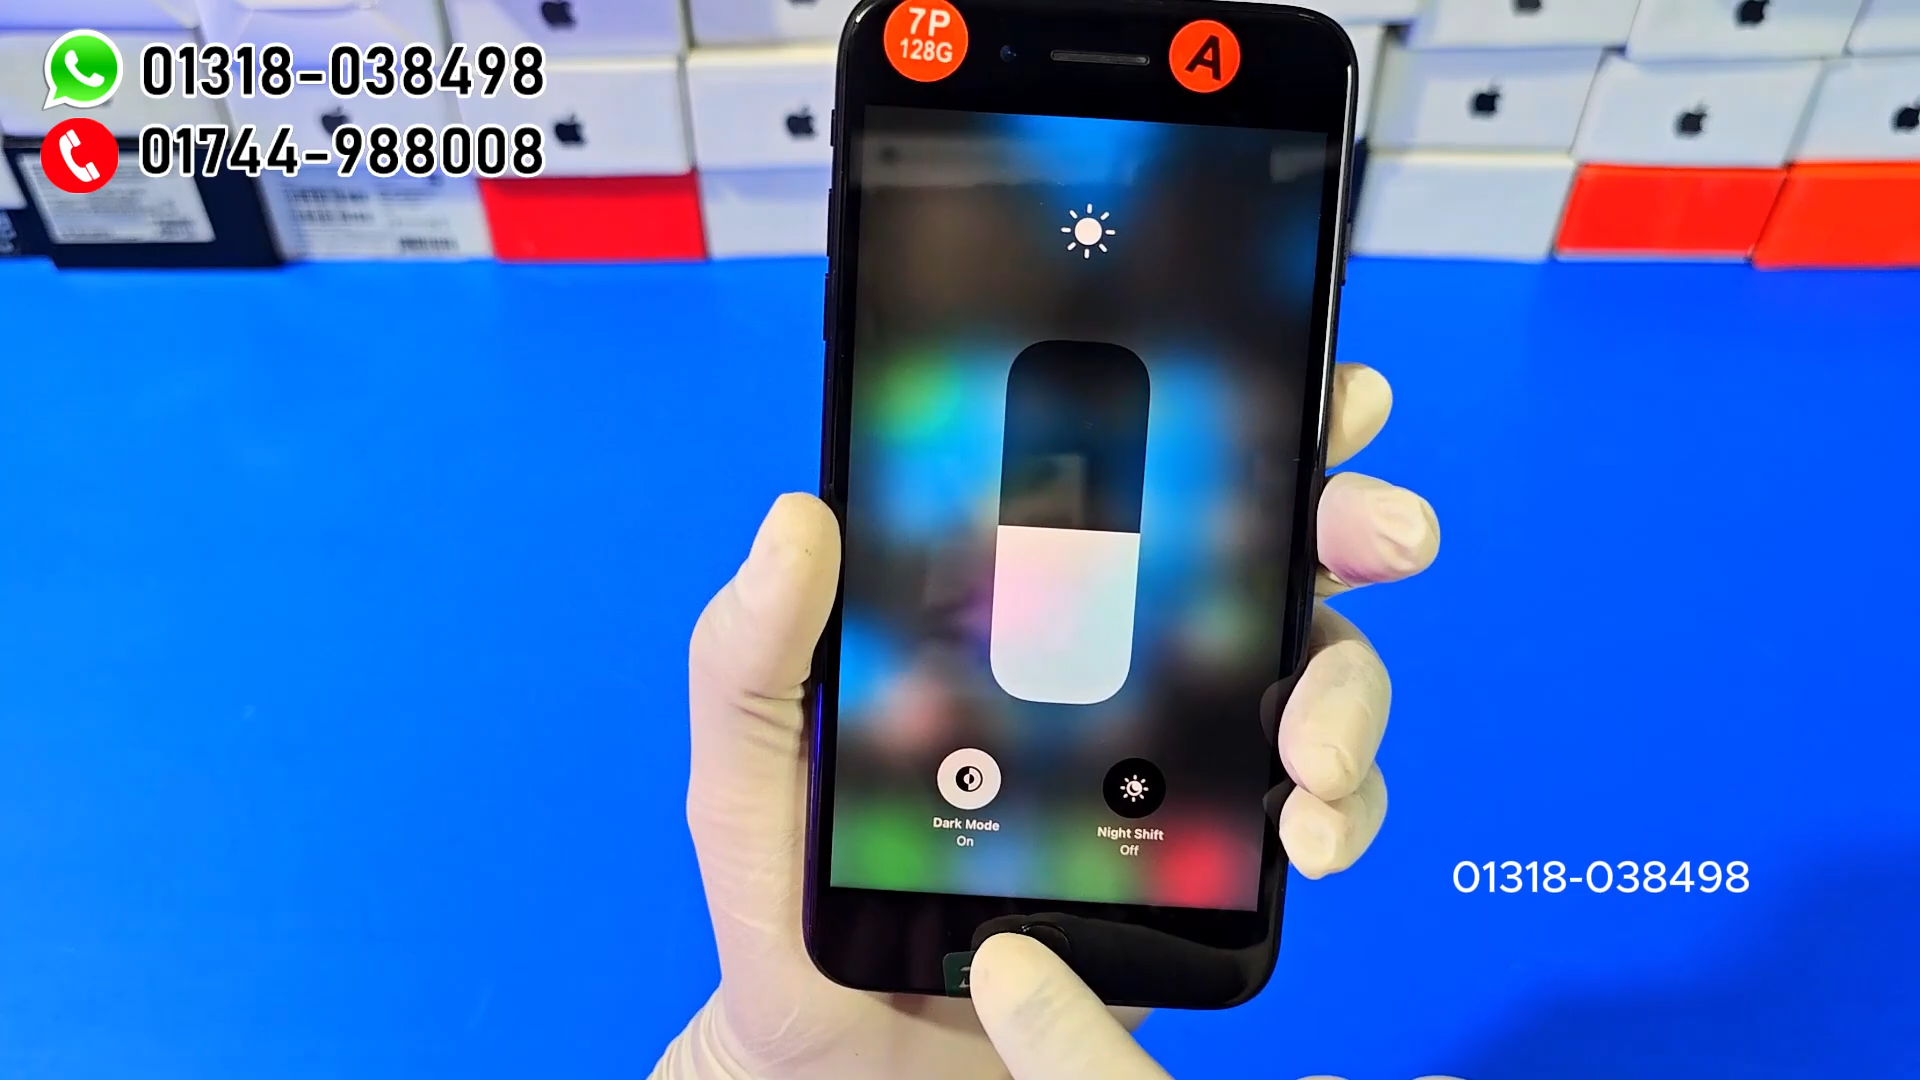 01318-038498
01744-988008
7P
128G
A
Dark Mode
On
Night Shift
Off
01318-038498